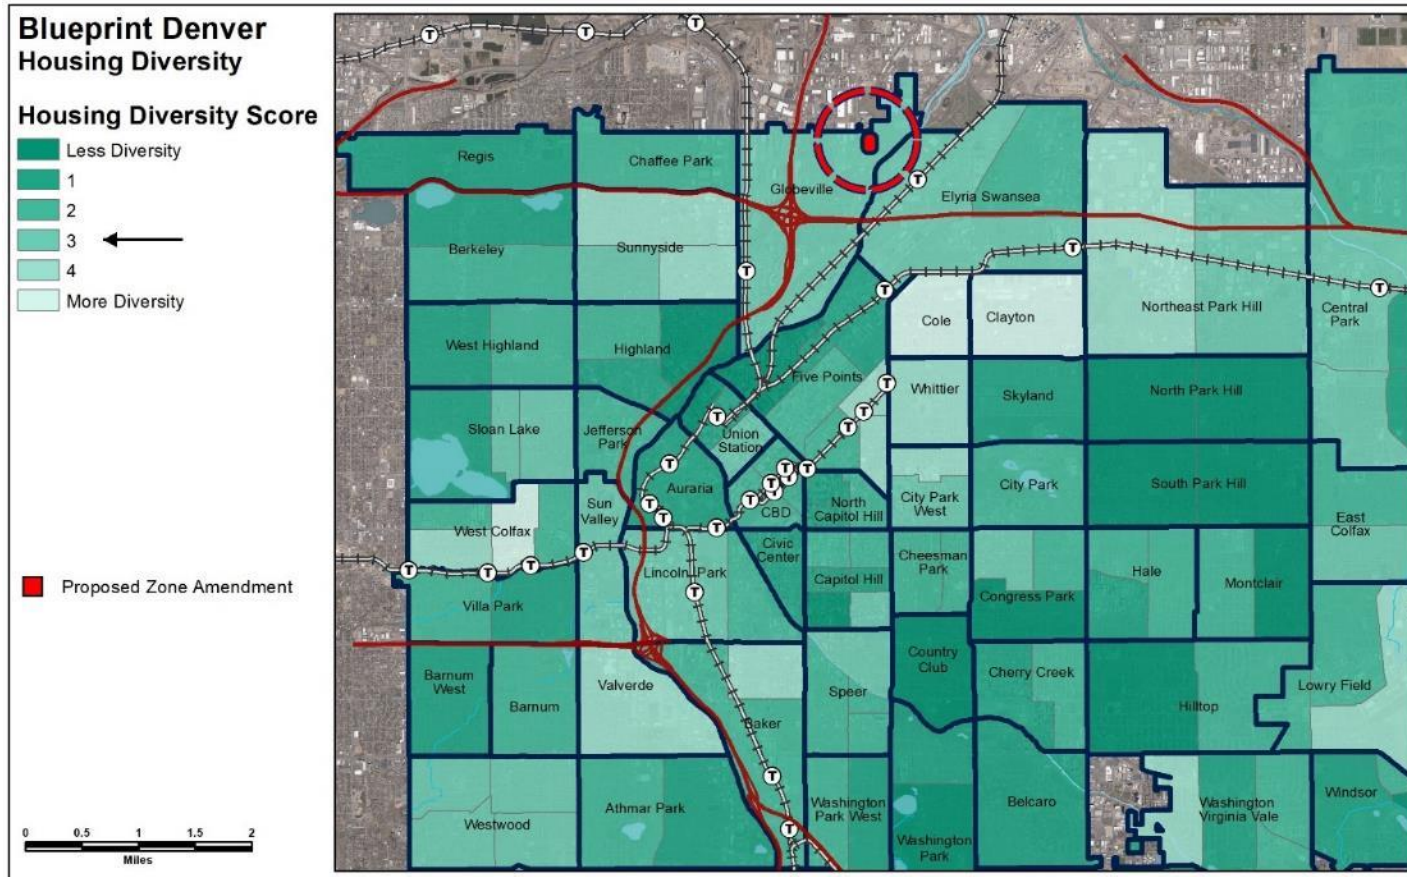 Blueprint Denver
Housing Diversity
Housing Diversity Score
Less Diversity
1
2
3
4
More Diversity
Proposed Zone Amendment
0 0.5 1 1.5 2
Miles
T
T
T
Regis
Chaffee Park
Globeville
T
Elyria Swansea
Berkeley
Sunnyside
T
T
T
T
Northeast Park Hill
Central
Park
Cole
Clayton
West Highland
Highland
Five Points
T
Whittier
Skyland
North Park Hill
Sloan Lake
Jefferson
Park
T
Union
Station
T
T
T
T
T
T
T
T
T
Auraria
CBD
North
Capitol Hill
City Park
West
City Park
South Park Hill
East
Colfax
West Colfax
Sun
Valley
T
T
T
T
T
T
T
T
Lincoln Park
Civic
Center
Capitol Hill
Cheesman
Park
Congress Park
Hale
Montclair
Villa Park
T
Barnum
West
Barnum
Valverde
Baker
Speer
Country
Club
Cherry Creek
Hilltop
Lowry Field
T
Westwood
Athmar Park
T
Washington
Park West
Washington
Park
Belcaro
Washington
Virginia Vale
Windsor